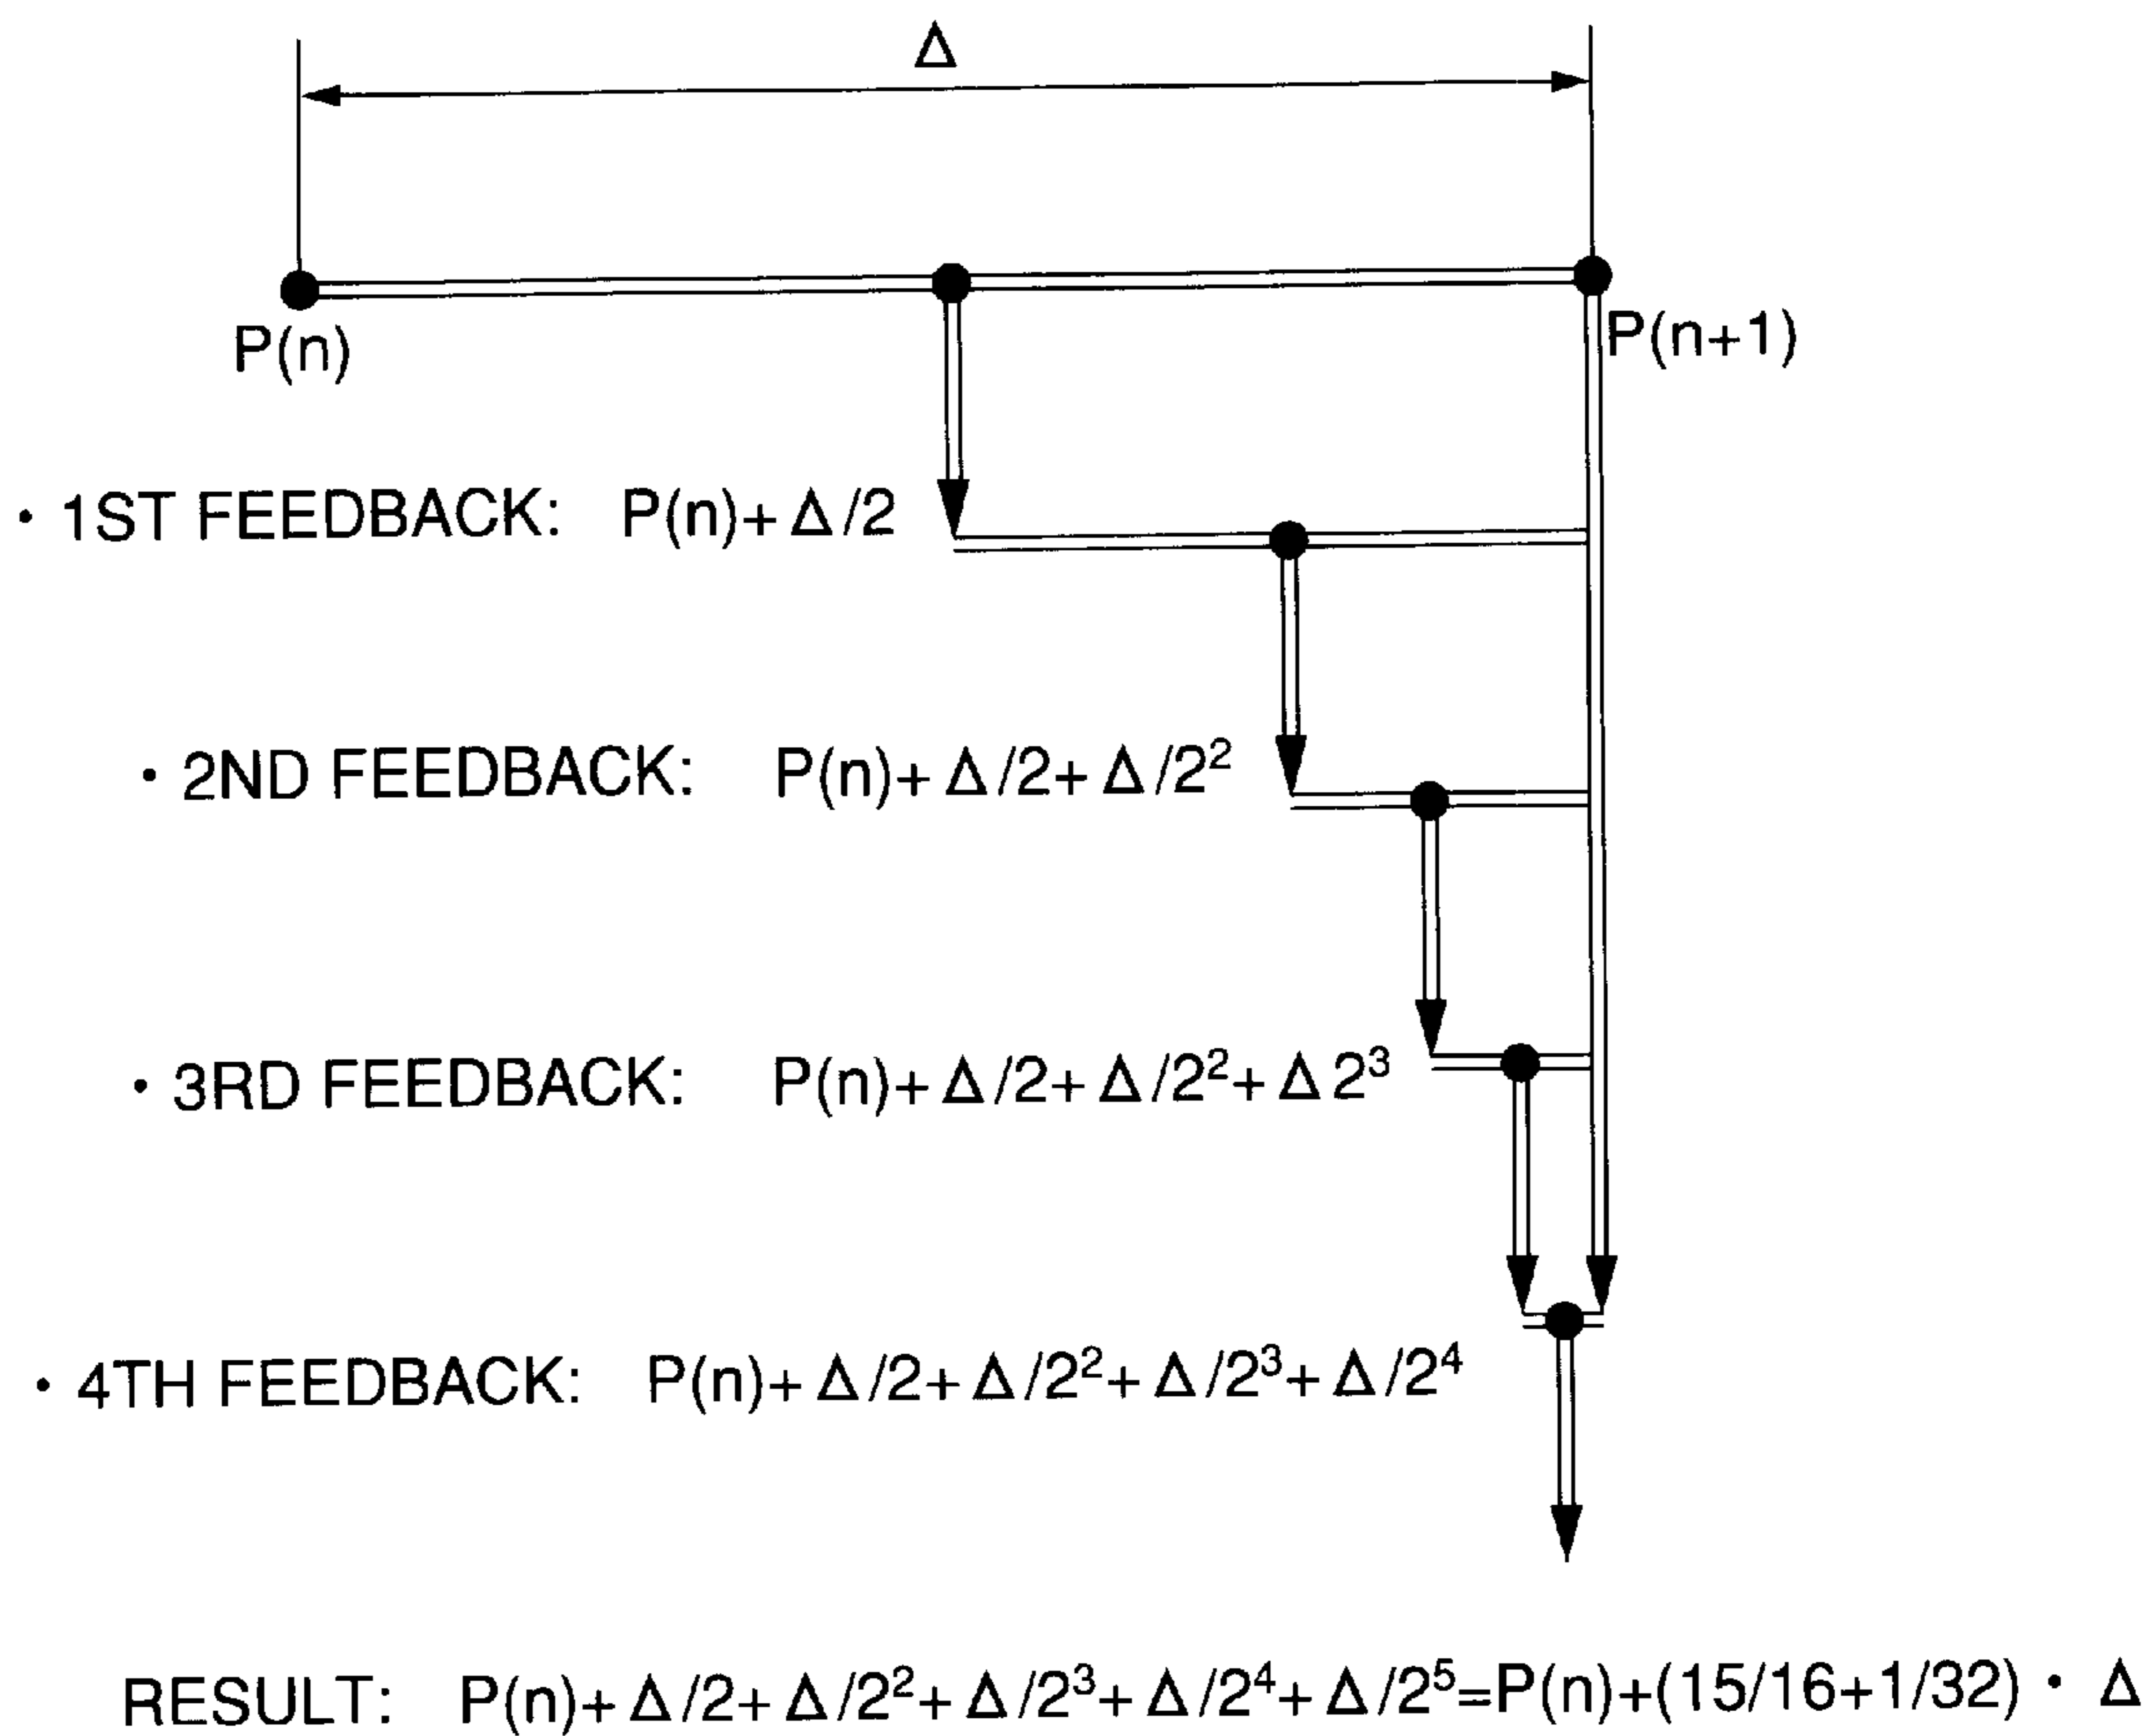 Δ
P(n)
P(n+1)
• 1ST FEEDBACK: P(n)+Δ/2
• 2ND FEEDBACK: P(n)+Δ/2+Δ/2²
• 3RD FEEDBACK: P(n)+Δ/2+Δ/2²+Δ2³
• 4TH FEEDBACK: P(n)+Δ/2+Δ/2²+Δ/2³+Δ/2⁴
RESULT: P(n)+Δ/2+Δ/2²+Δ/2³+Δ/2⁴+Δ/2⁵=P(n)+(15/16+1/32)・Δ